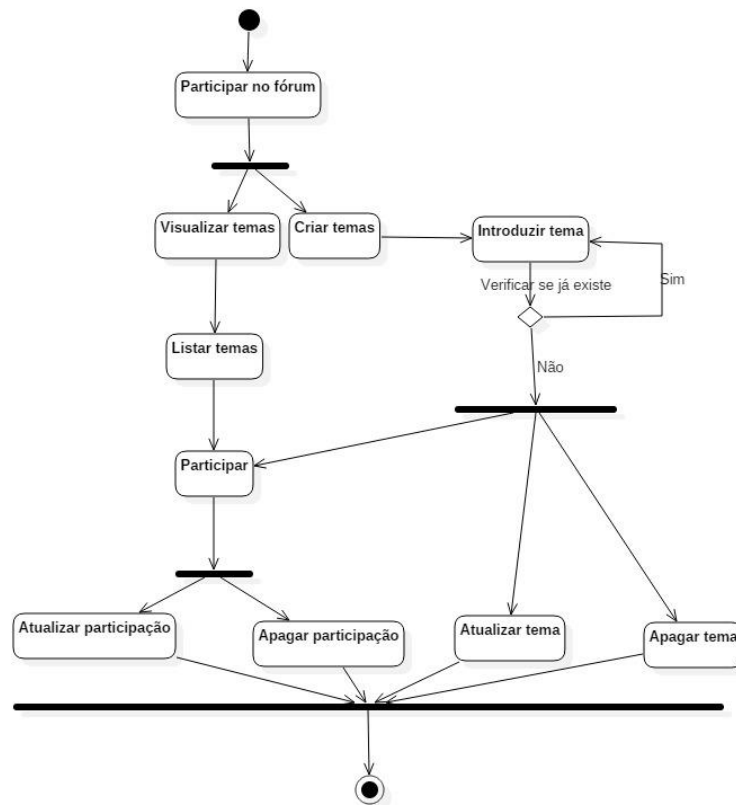 Participar no fórum
Visualizar temas
Criar temas
Introduzir tema
Verificar se já existe
Sim
Listar temas
Não
Participar
Atualizar participação
Apagar participação
Atualizar tema
Apagar tema